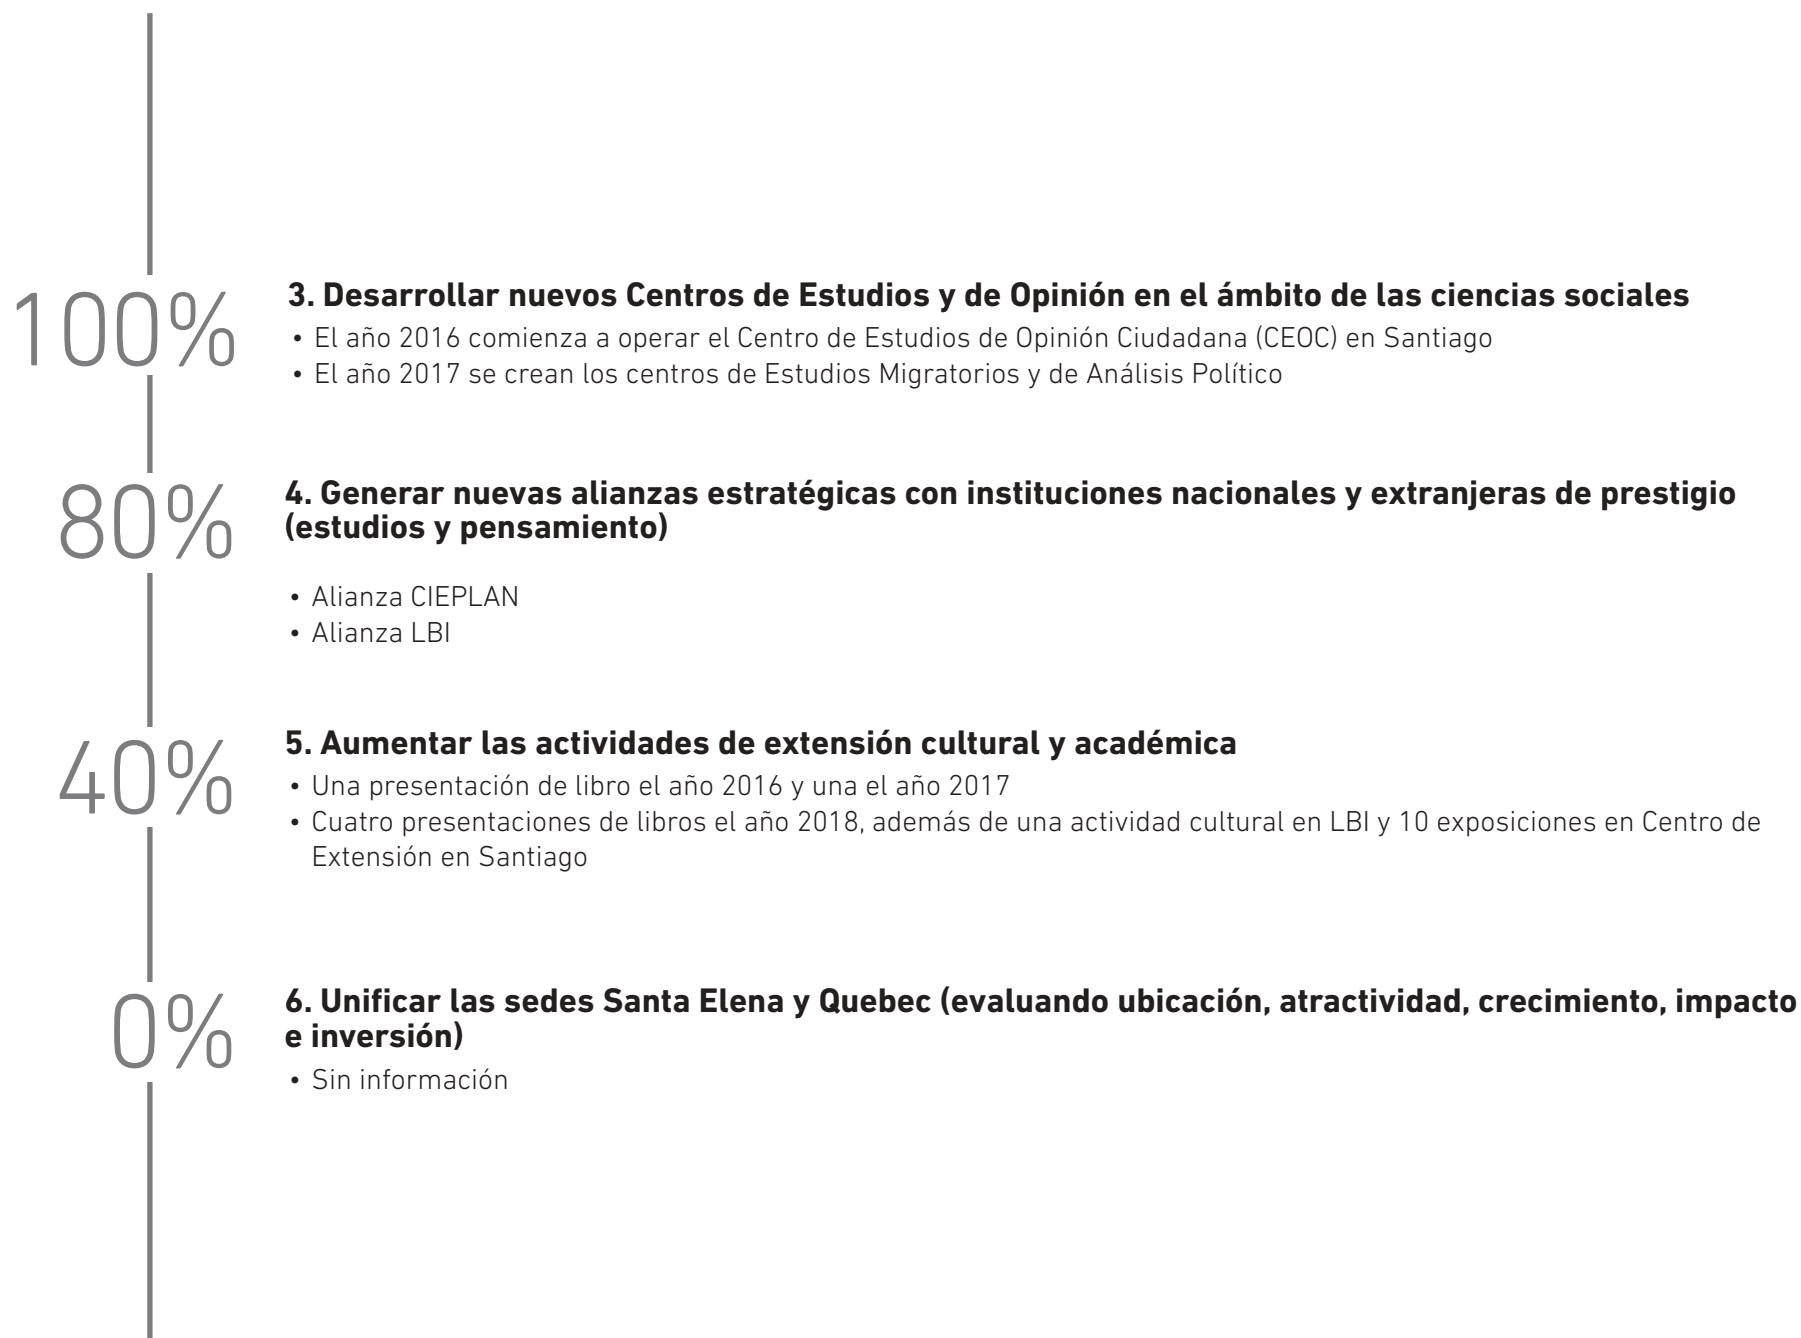 100%
3. Desarrollar nuevos Centros de Estudios y de Opinión en el ámbito de las ciencias sociales
• El año 2016 comienza a operar el Centro de Estudios de Opinión Ciudadana (CEOC) en Santiago
• El año 2017 se crean los centros de Estudios Migratorios y de Análisis Político
80%
4. Generar nuevas alianzas estratégicas con instituciones nacionales y extranjeras de prestigio
(estudios y pensamiento)
• Alianza CIEPLAN
• Alianza LBI
40%
5. Aumentar las actividades de extensión cultural y académica
• Una presentación de libro el año 2016 y una el año 2017
• Cuatro presentaciones de libros el año 2018, además de una actividad cultural en LBI y 10 exposiciones en Centro de
Extensión en Santiago
0%
6. Unificar las sedes Santa Elena y Quebec (evaluando ubicación, atractividad, crecimiento, impacto
e inversión)
• Sin información